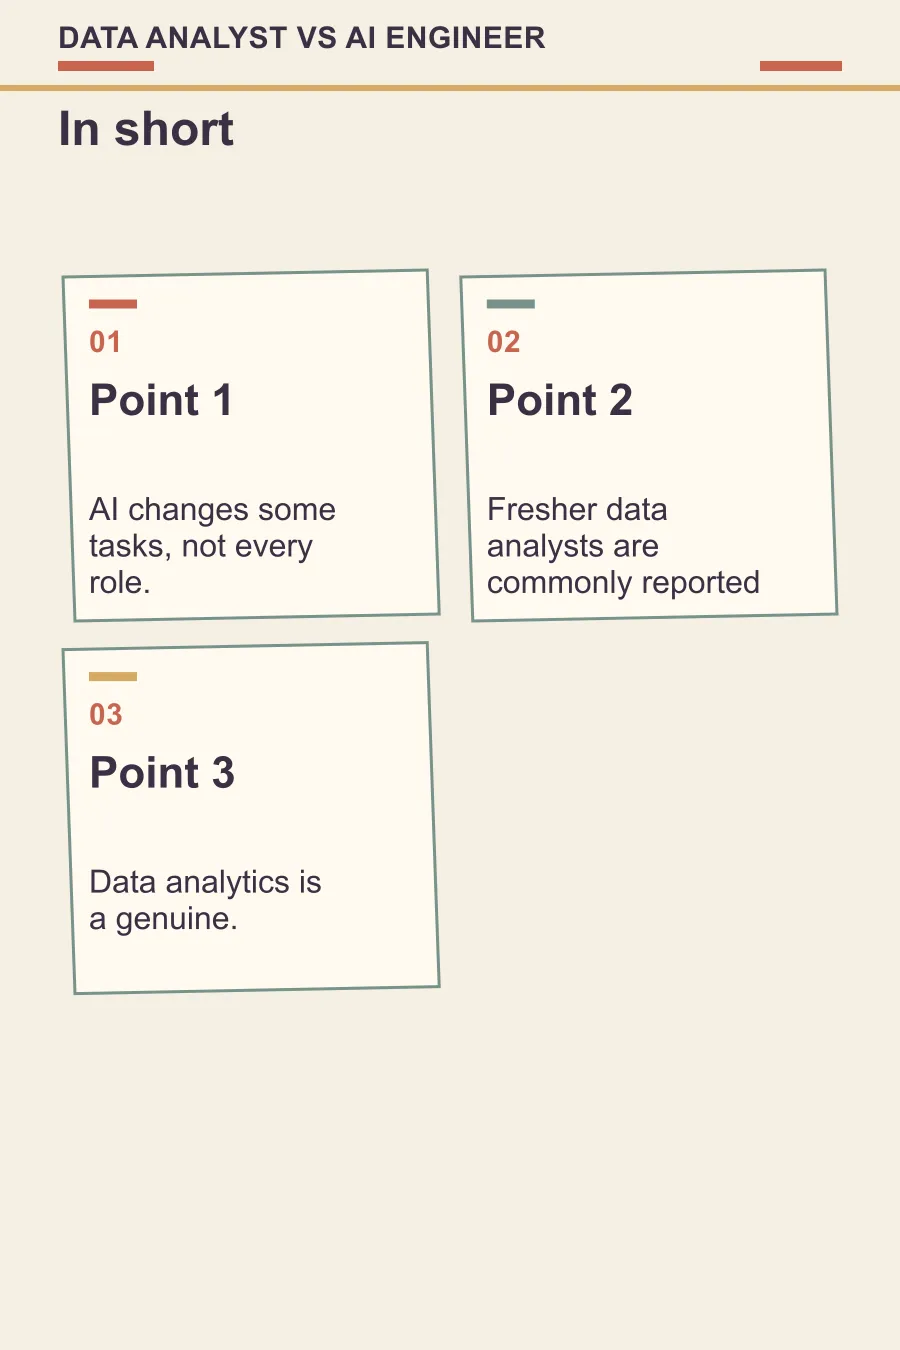 DATA ANALYST VS AI ENGINEER
In short
01
Point 1
AI changes some
tasks, not every
role.
02
Point 2
Fresher data
analysts are
commonly reported
03
Point 3
Data analytics is
a genuine.